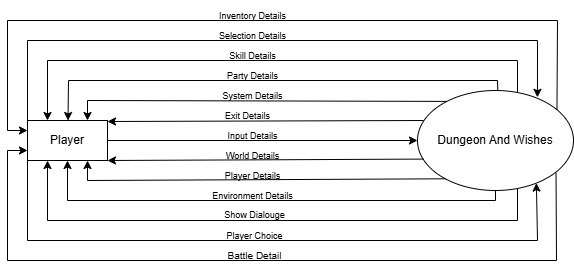 Inventory Details
Selection Details
Skill Details
Party Details
System Details
Exit Details
Player
Input Details
Dungeon And Wishes
World Details
Player Details
Environment Details
Show Dialouge
Player Choice
Battle Detail